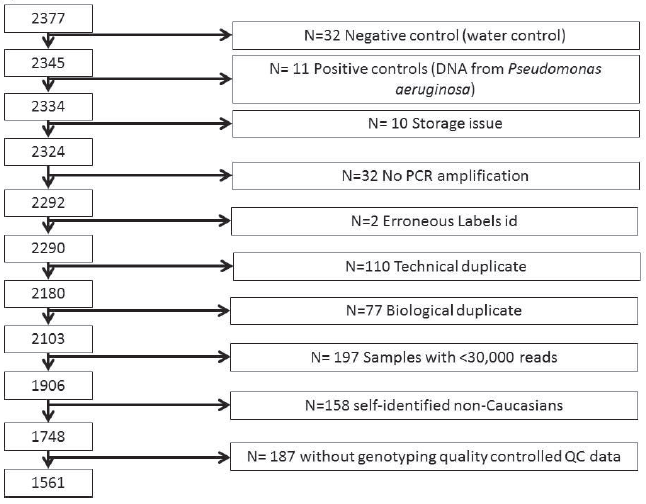 2377
N=32 Negative control (water control)
2345
N= 11 Positive controls (DNA from Pseudomonas
aeruginosa)
2334
N= 10 Storage issue
2324
N=32 No PCR amplification
2292
N=2 Erroneous Labels id
2290
N=110 Technical duplicate
2180
N=77 Biological duplicate
2103
N= 197 Samples with <30,000 reads
1906
N=158 self-identified non-Caucasians
1748
N= 187 without genotyping quality controlled QC data
1561